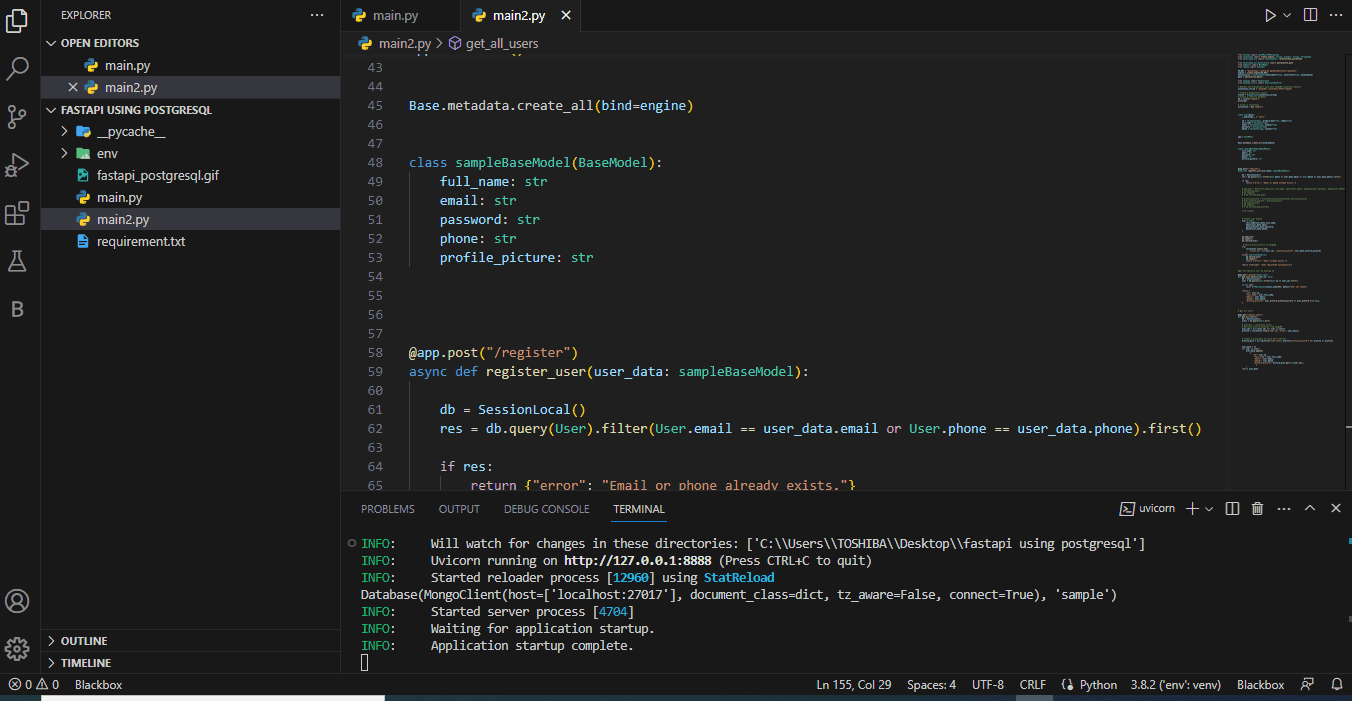 EXPLORER
OPEN EDITORS
main.py
main2.py
FASTAPI USING POSTGRESQL
__pycache__
env
fastapi_postgresql.gif
main.py
main2.py
requirement.txt
OUTLINE
TIMELINE
B
main.py main2.py
main2.py > get_all_users
43
44
45 Base.metadata.create_all(bind=engine)
46
47
48 class sampleBaseModel(BaseModel):
49 full_name: str
50 email: str
51 password: str
52 phone: str
53 profile_picture: str
54
55
56
57
58 @app.post("/register")
59 async def register_user(user_data: sampleBaseModel):
60
61 db = SessionLocal()
62 res = db.query(User).filter(User.email == user_data.email or User.phone == user_data.phone).first()
63
64 if res:
65 return {"error": "Email or phone already exists."}
PROBLEMS OUTPUT DEBUG CONSOLE TERMINAL uvicorn
INFO: Will watch for changes in these directories: ['C:\\Users\\TOSHIBA\\Desktop\\fastapi using postgresql']
INFO: Uvicorn running on http://127.0.0.1:8888 (Press CTRL+C to quit)
INFO: Started reloader process [12960] using StatReload
Database(MongoClient(host=['localhost:27017'], document_class=dict, tz_aware=False, connect=True), 'sample')
INFO: Started server process [4704]
INFO: Waiting for application startup.
INFO: Application startup complete.
0 0 Blackbox Ln 155, Col 29 Spaces: 4 UTF-8 CRLF Python 3.8.2 ('env': venv) Blackbox